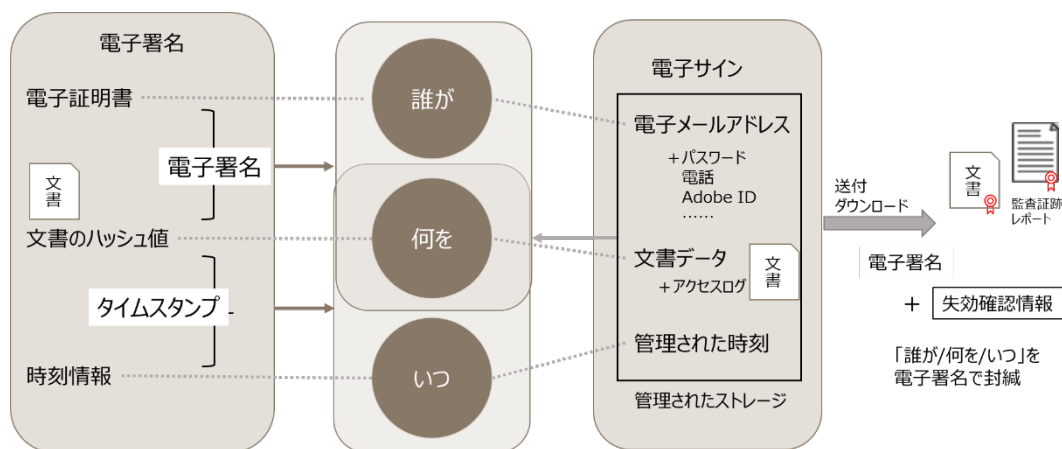 電子署名
電子証明書
電子署名
文書
文書のハッシュ値
タイムスタンプ
時刻情報
誰が
何を
いつ
電子サイン
電子メールアドレス
+パスワード
電話
Adobe ID
……
文書データ
+アクセスログ
文書
管理された時刻
管理されたストレージ
送付
ダウンロード
文書
監査証跡
レポート
電子署名
+ 失効確認情報
「誰が/何を/いつ」を
電子署名で封緘